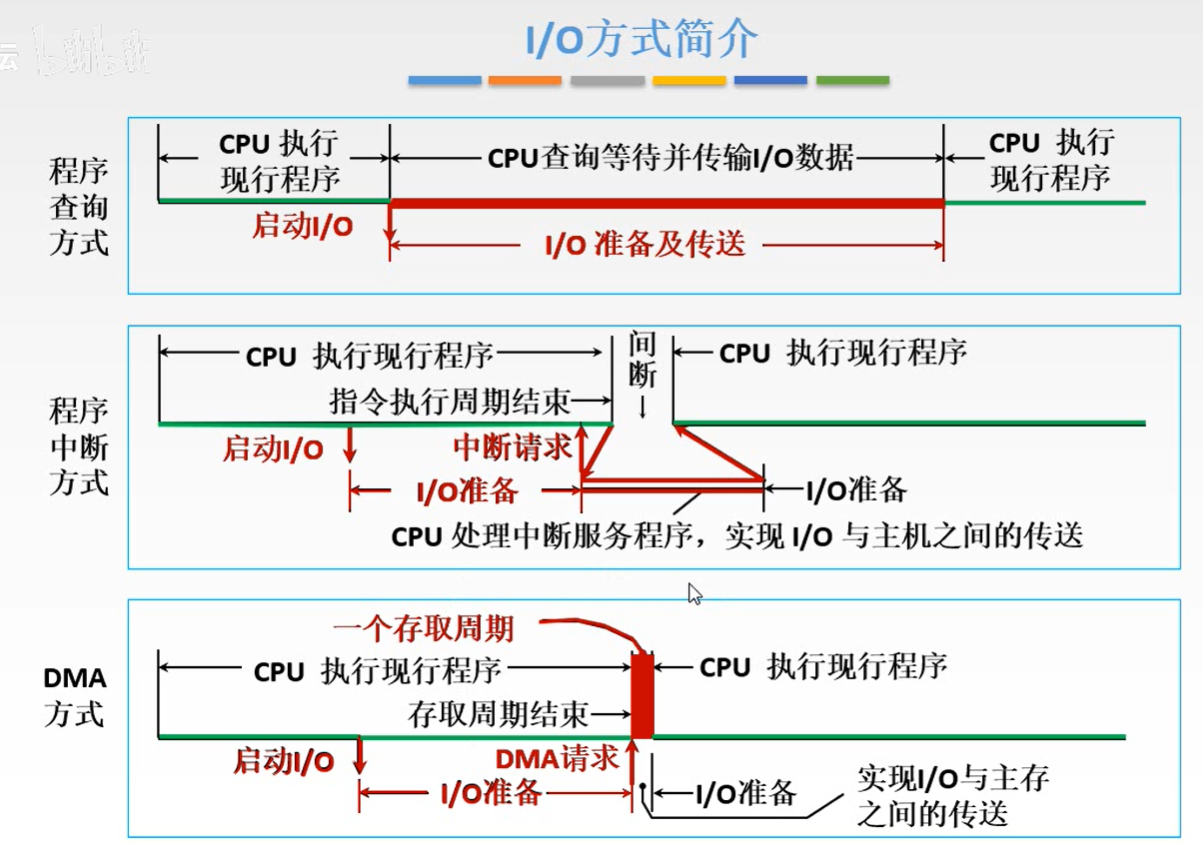 云 bilibili
I/O方式简介
程序
查询
方式
CPU 执行
现行程序
CPU查询等待并传输I/O数据
CPU 执行
现行程序
启动I/O
I/O 准备及传送
程序
中断
方式
CPU 执行现行程序
间
断
CPU 执行现行程序
指令执行周期结束
启动I/O
中断请求
I/O准备
I/O准备
CPU 处理中断服务程序，实现 I/O 与主机之间的传送
DMA
方式
一个存取周期
CPU 执行现行程序
CPU 执行现行程序
存取周期结束
启动I/O
DMA请求
I/O准备
I/O准备
实现I/O与主存
之间的传送